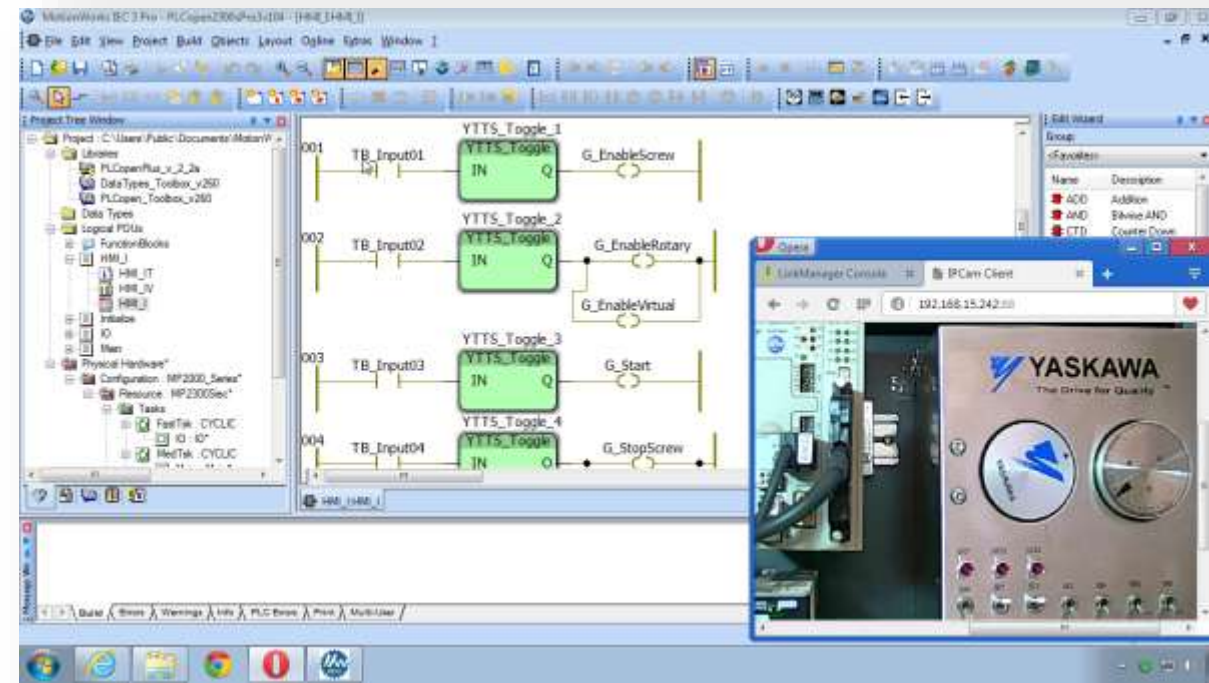 MotionWorks IEC 3 Pro - PLCopen2300sPro3v104 - [HMI_I:HMI_I]
File Edit View Project Build Objects Layout Online Extras Window ?
Project Tree Window
Project : C:\Users\Public\Documents\MotionW
Libraries
PLCopenPlus_v_2_2a
DataTypes_Toolbox_v260
PLCopen_Toolbox_v260
Data Types
Logical POUs
FunctionBlocks
HMI_I
HMI_IT
HMI_IV
HMI_I
Initialize
IO
Main
Physical Hardware*
Configuration : MP2000_Series*
Resource : MP2300Siec*
Tasks
FastTsk : CYCLIC
IO : IO*
MedTsk : CYCLIC
001
YTTS_Toggle_1
YTTS_Toggle
TB_Input01
IN Q
G_EnableScrew
002
YTTS_Toggle_2
YTTS_Toggle
TB_Input02
IN Q
G_EnableRotary
G_EnableVirtual
003
YTTS_Toggle_3
YTTS_Toggle
TB_Input03
IN Q
G_Start
004
YTTS_Toggle_4
YTTS_Toggle
TB_Input04
IN Q
G_StopScrew
HMI_I:HMI_I
Edit Wizard
Group:
<Favorites>
Name Description
ADD Addition
AND Bitwise AND
CTD Counter Down
Opera
LinkManager Console
IPCam Client
192.168.15.242
YASKAWA
The Drive for Quality
YASKAWA
Build Errors Warnings Infos PLC Errors Print Multi-User